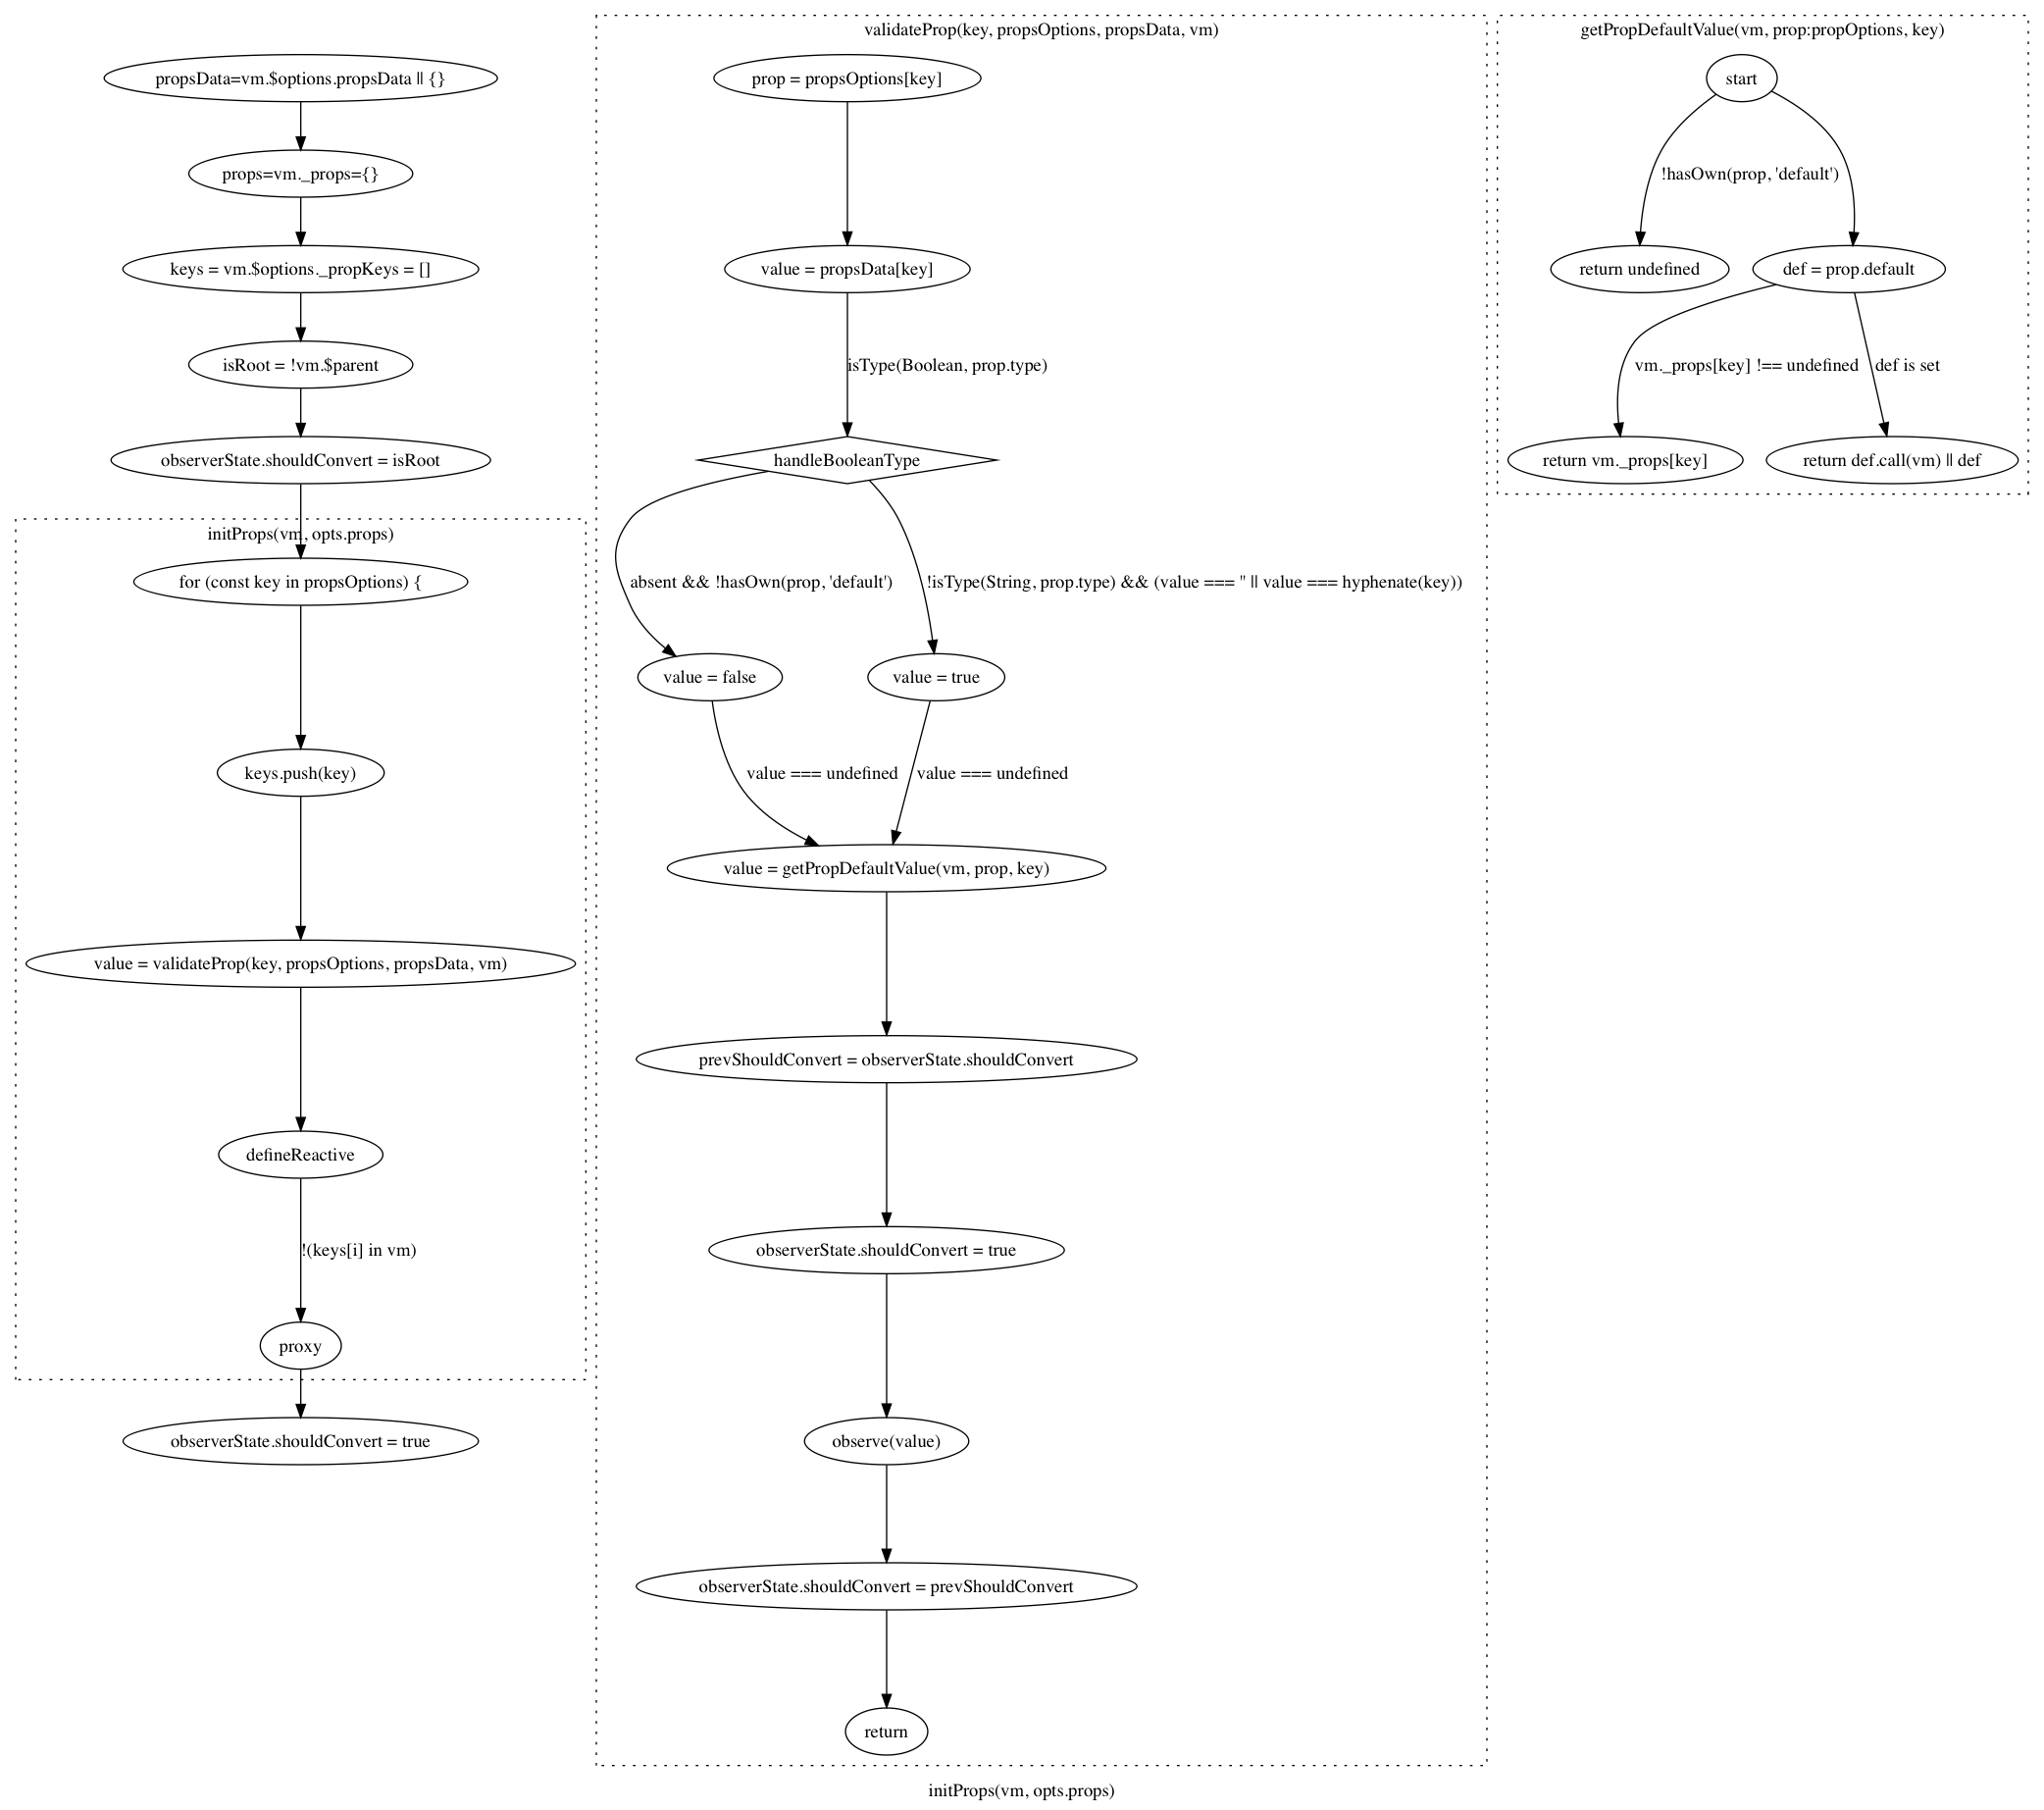 propsData=vm.$options.propsData || {}
props=vm._props={}
keys = vm.$options._propKeys = []
isRoot = !vm.$parent
observerState.shouldConvert = isRoot
initProps(vm, opts.props)
for (const key in propsOptions) {
keys.push(key)
value = validateProp(key, propsOptions, propsData, vm)
defineReactive
!(keys[i] in vm)
proxy
observerState.shouldConvert = true
validateProp(key, propsOptions, propsData, vm)
prop = propsOptions[key]
value = propsData[key]
isType(Boolean, prop.type)
handleBooleanType
absent && !hasOwn(prop, 'default')
!isType(String, prop.type) && (value === '' || value === hyphenate(key))
value = false
value = true
value === undefined
value === undefined
value = getPropDefaultValue(vm, prop, key)
prevShouldConvert = observerState.shouldConvert
observerState.shouldConvert = true
observe(value)
observerState.shouldConvert = prevShouldConvert
return
getPropDefaultValue(vm, prop:propOptions, key)
start
!hasOwn(prop, 'default')
return undefined
def = prop.default
vm._props[key] !== undefined
def is set
return vm._props[key]
return def.call(vm) || def
initProps(vm, opts.props)